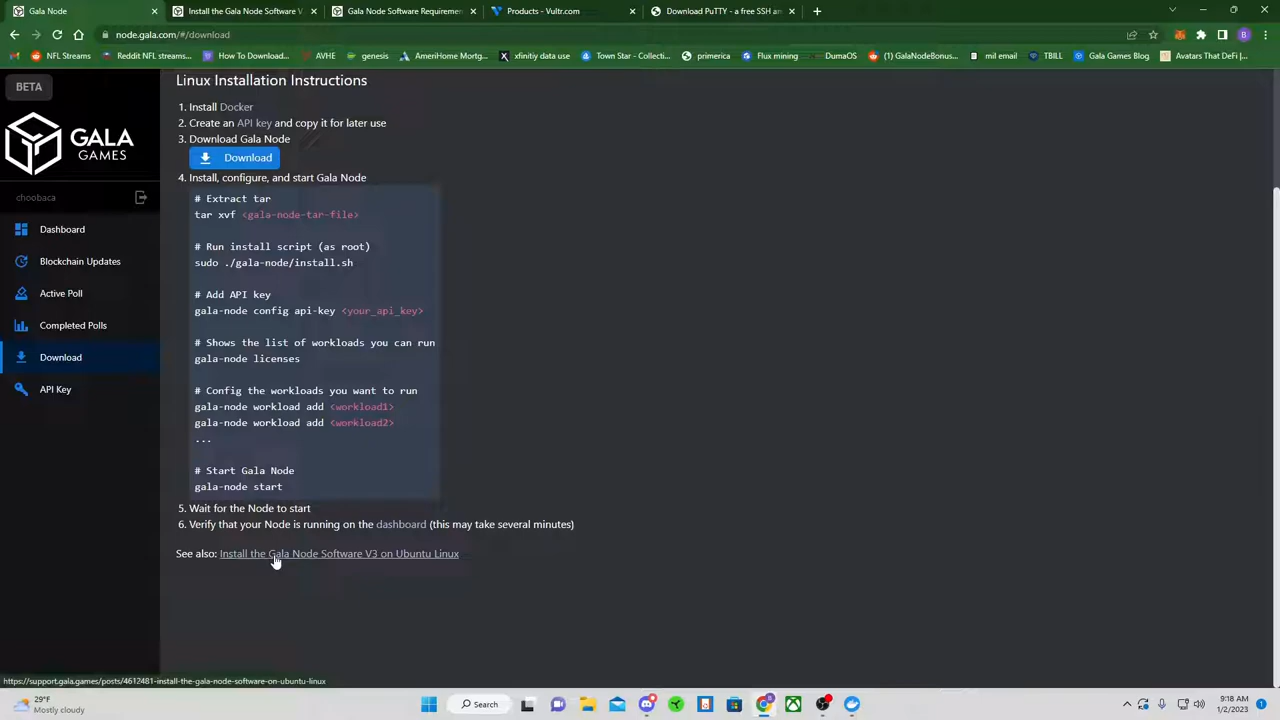 Gala Node
Install the Gala Node Software V
Gala Node Software Requiremen
Products - Vultr.com
Download PuTTY - a free SSH an
node.gala.com/#/download
NFL Streams
Reddit NFL streams...
How To Download...
AVHE
genesis
AmeriHome Mortg...
xfinitiy data use
Town Star - Collecti...
primerica
Flux mining
DumaOS
() GalaNodeBonus...
mil email
TBILL
Gala Games Blog
Avatars That DeFi |...
BETA
GALA
GAMES
choobaca
Dashboard
Blockchain Updates
Active Poll
Completed Polls
Download
API Key
Linux Installation Instructions
1. Install Docker
2. Create an API key and copy it for later use
3. Download Gala Node
Download
4. Install, configure, and start Gala Node
# Extract tar
tar xvf <gala-node-tar-file>
# Run install script (as root)
sudo ./gala-node/install.sh
# Add API key
gala-node config api-key <your_api_key>
# Shows the list of workloads you can run
gala-node licenses
# Config the workloads you want to run
gala-node workload add <workload1>
gala-node workload add <workload2>
...
# Start Gala Node
gala-node start
5. Wait for the Node to start
6. Verify that your Node is running on the dashboard (this may take several minutes)
See also: Install the Gala Node Software V3 on Ubuntu Linux
https://support.gala.games/posts/4612481-install-the-gala-node-software-on-ubuntu-linux
29°F
Mostly cloudy
Search
9:18 AM
1/2/2023